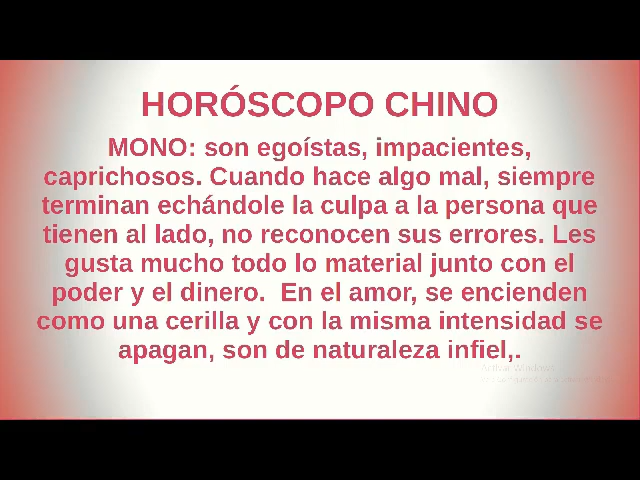 HORÓSCOPO CHINO
MONO: son egoístas, impacientes,
caprichosos. Cuando hace algo mal, siempre
terminan echándole la culpa a la persona que
tienen al lado, no reconocen sus errores. Les
gusta mucho todo lo material junto con el
poder y el dinero.  En el amor, se encienden
como una cerilla y con la misma intensidad se
apagan, son de naturaleza infiel,.
Activar Windows